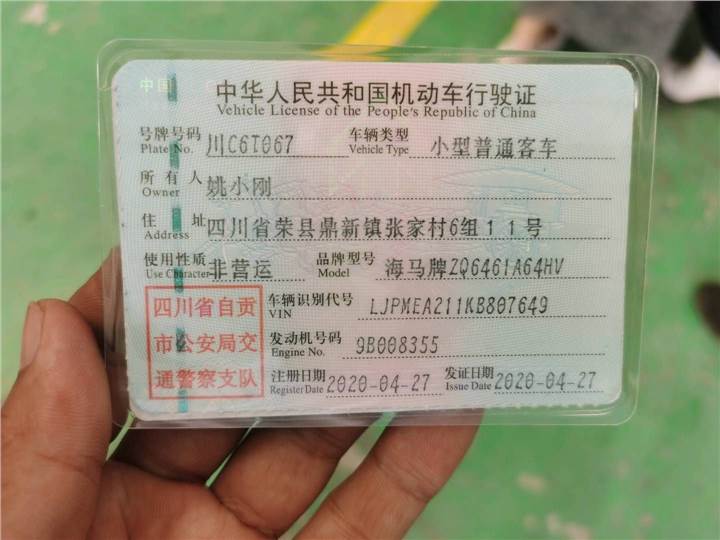 中国
中华人民共和国机动车行驶证
Vehicle License of the People's Republic of China
号牌号码 川C6T067 车辆类型 小型普通客车
Plate No. Vehicle Type
所有人 姚小刚
Owner
住址 四川省荣县鼎新镇张家村6组11号
Address
使用性质 非营运 品牌型号 海马牌ZQ6461A64HV
Use Character Model
四川省自贡
市公安局交
通警察支队
车辆识别代号 LJPMEA211KB807649
VIN
发动机号码 9B008355
Engine No.
注册日期 2020-04-27 发证日期 2020-04-27
Register Date Issue Date